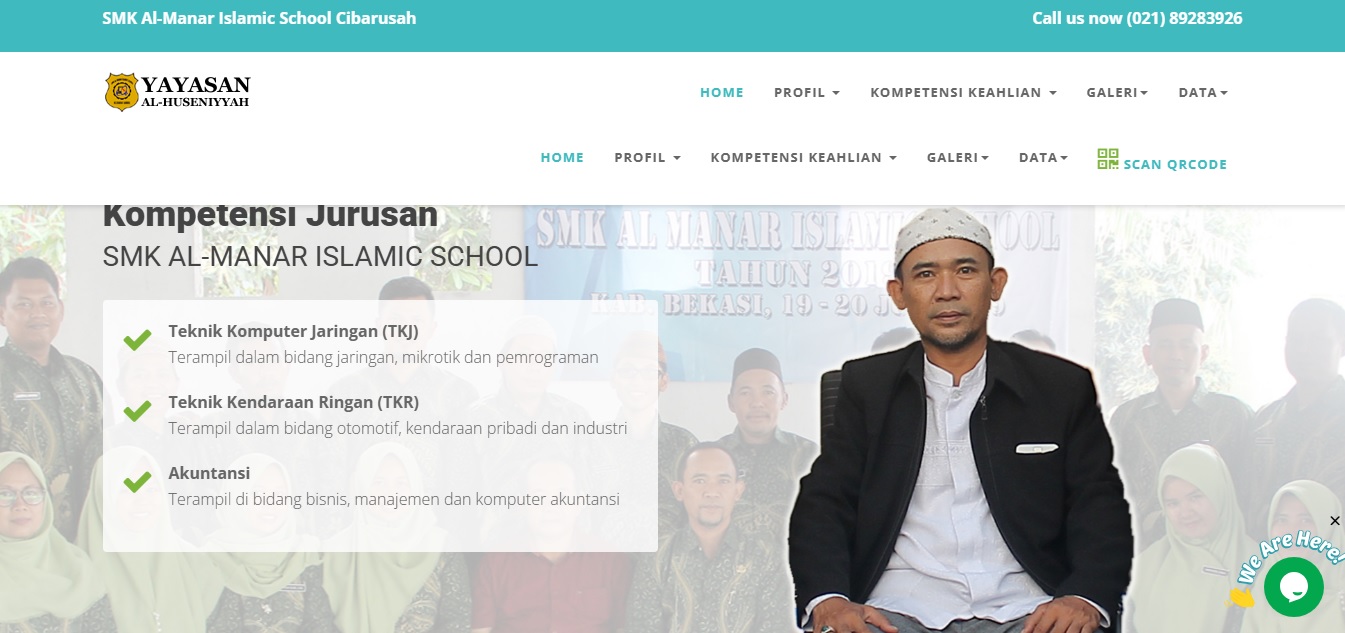 SMK Al-Manar Islamic School Cibarusah
Call us now (021) 89283926
YAYASAN
AL-HUSENIYYAH
HOME PROFIL KOMPETENSI KEAHLIAN GALERI DATA
HOME PROFIL KOMPETENSI KEAHLIAN GALERI DATA SCAN QRCODE
Kompetensi Jurusan
SMK AL-MANAR ISLAMIC SCHOOL
SMK AL MANAR ISLAMIC SCHOOL
TAHUN
KAB. BEKASI, 19 - 20
Teknik Komputer Jaringan (TKJ)
Terampil dalam bidang jaringan, mikrotik dan pemrograman
Teknik Kendaraan Ringan (TKR)
Terampil dalam bidang otomotif, kendaraan pribadi dan industri
Akuntansi
Terampil di bidang bisnis, manajemen dan komputer akuntansi
We Are Here!